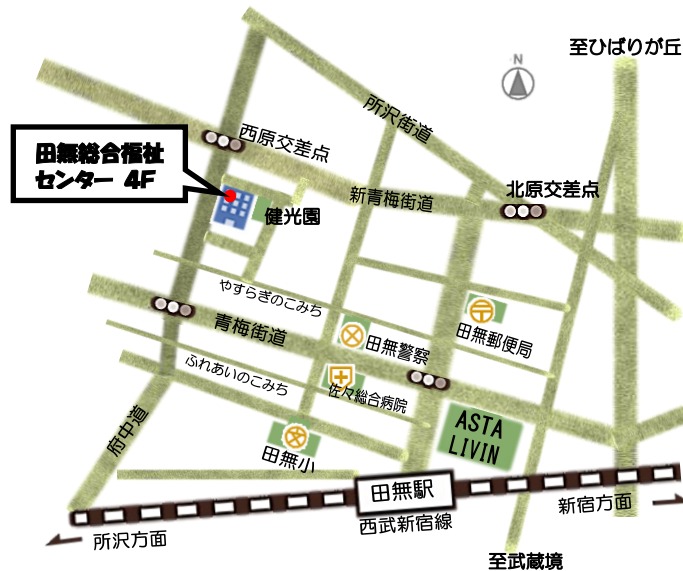 至ひばりが丘
N
所沢街道
西原交差点
田無総合福祉
センター 4F
新青梅街道
北原交差点
健光園
やすらぎのこみち
青梅街道
田無警察
田無郵便局
ふれあいのこみち
佐々総合病院
ASTA
LIVIN
府中道
田無小
田無駅
西武新宿線
新宿方面
所沢方面
至武蔵境